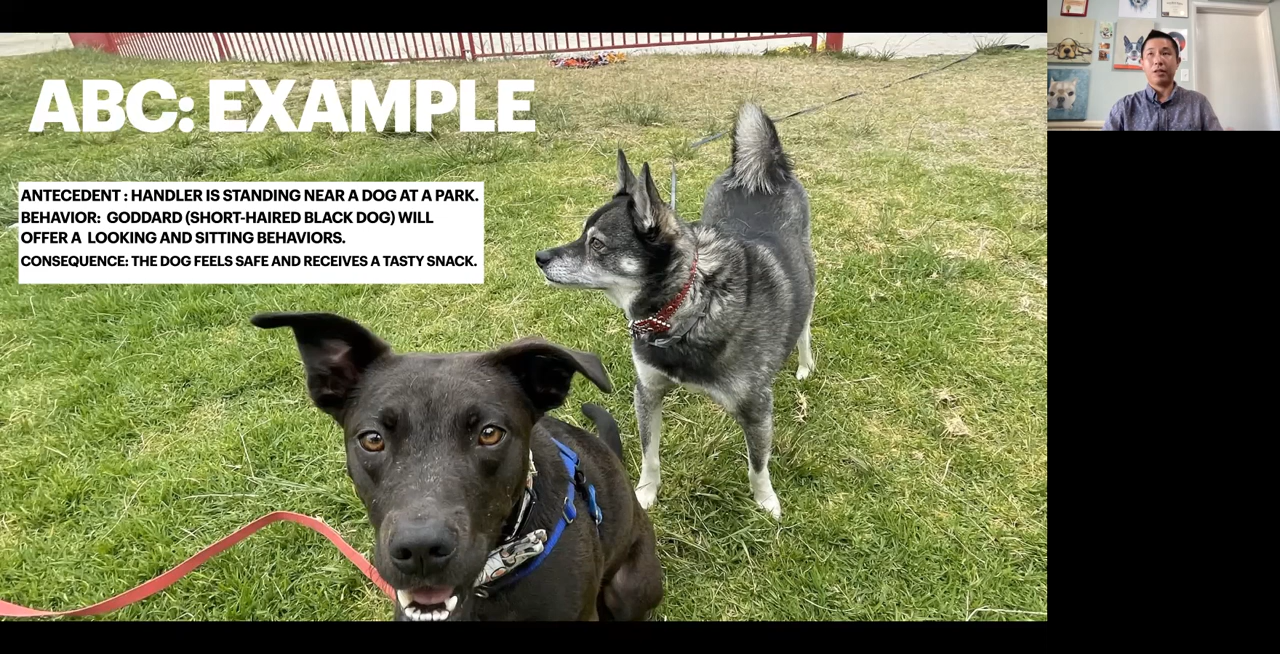 ABC: EXAMPLE
ANTECEDENT : HANDLER IS STANDING NEAR A DOG AT A PARK.
BEHAVIOR: GODDARD (SHORT-HAIRED BLACK DOG) WILL
OFFER A LOOKING AND SITTING BEHAVIORS.
CONSEQUENCE: THE DOG FEELS SAFE AND RECEIVES A TASTY SNACK.